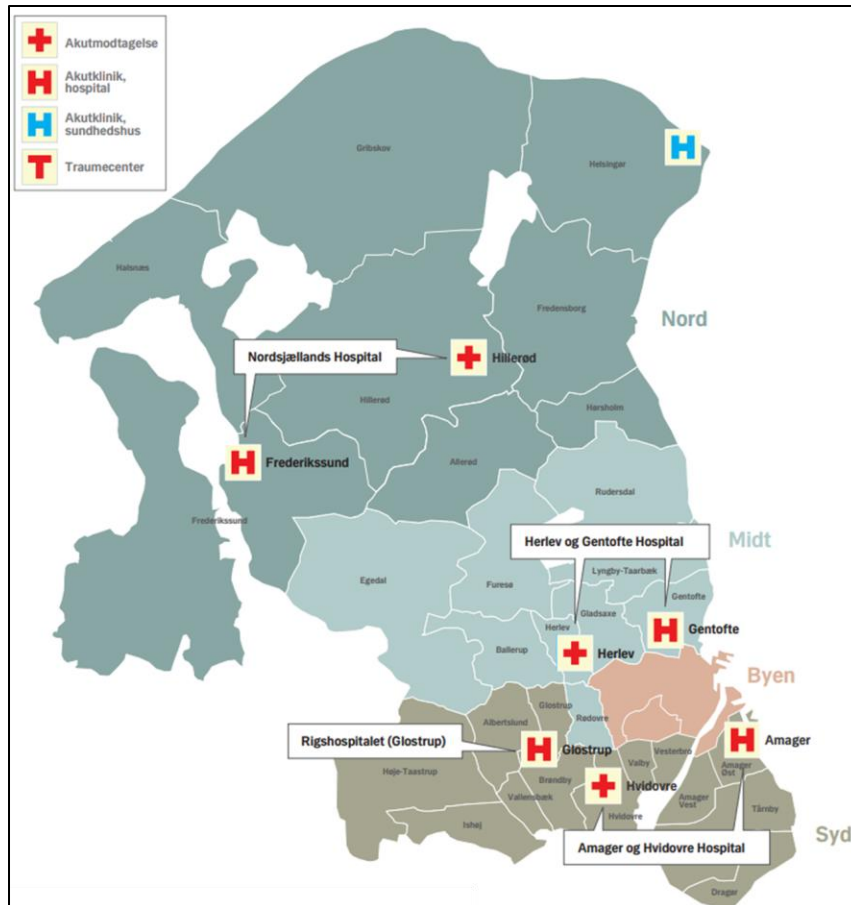 Akutmodtagelse
Akutklinik,
hospital
Akutklinik,
sundhedshus
Traumecenter
Gribskov
Helsingør
Halsnæs
Fredensborg
Nord
Nordsjællands Hospital
Hillerød
Hillerød
Hørsholm
Frederikssund
Allerød
Rudersdal
Frederikssund
Herlev og Gentofte Hospital
Midt
Lyngby-Taarbæk
Egedal
Furesø
Gentofte
Gladsaxe
Herlev
Gentofte
Ballerup
Herlev
Byen
Glostrup
Albertslund
Rødovre
Rigshospitalet (Glostrup)
Glostrup
Vesterbro
Amager
Valby
Høje-Taastrup
Brøndby
Amager
Øst
Hvidovre
Vallensbæk
Amager
Vest
Tårnby
Hvidovre
Ishøj
Syd
Amager og Hvidovre Hospital
Dragør